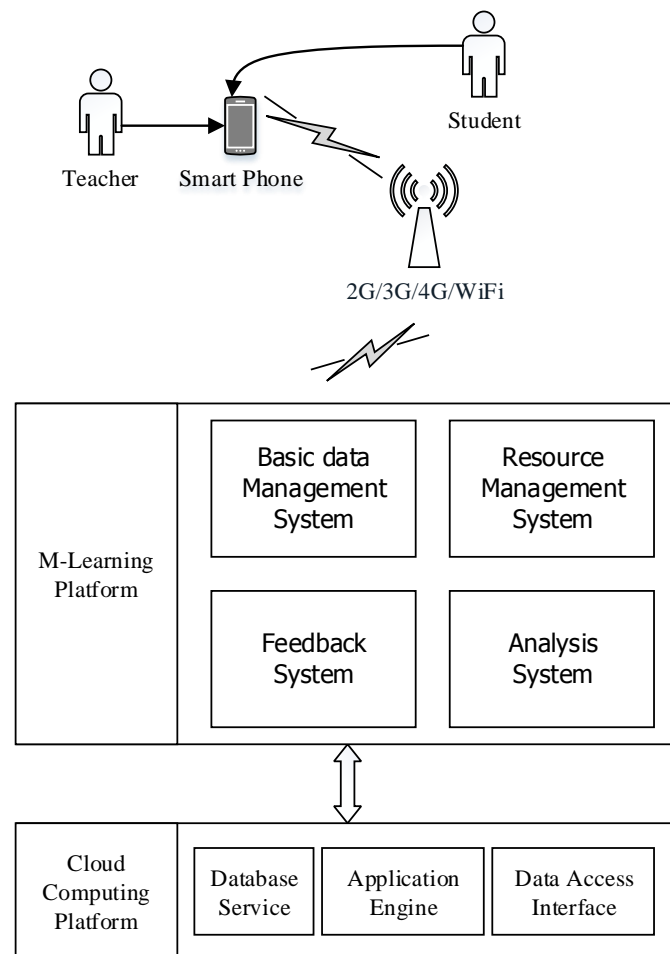 Student
Teacher
Smart Phone
2G/3G/4G/WiFi
M-Learning
Platform
Basic data
Management
System
Resource
Management
System
Feedback
System
Analysis
System
Cloud
Computing
Platform
Database
Service
Application
Engine
Data Access
Interface